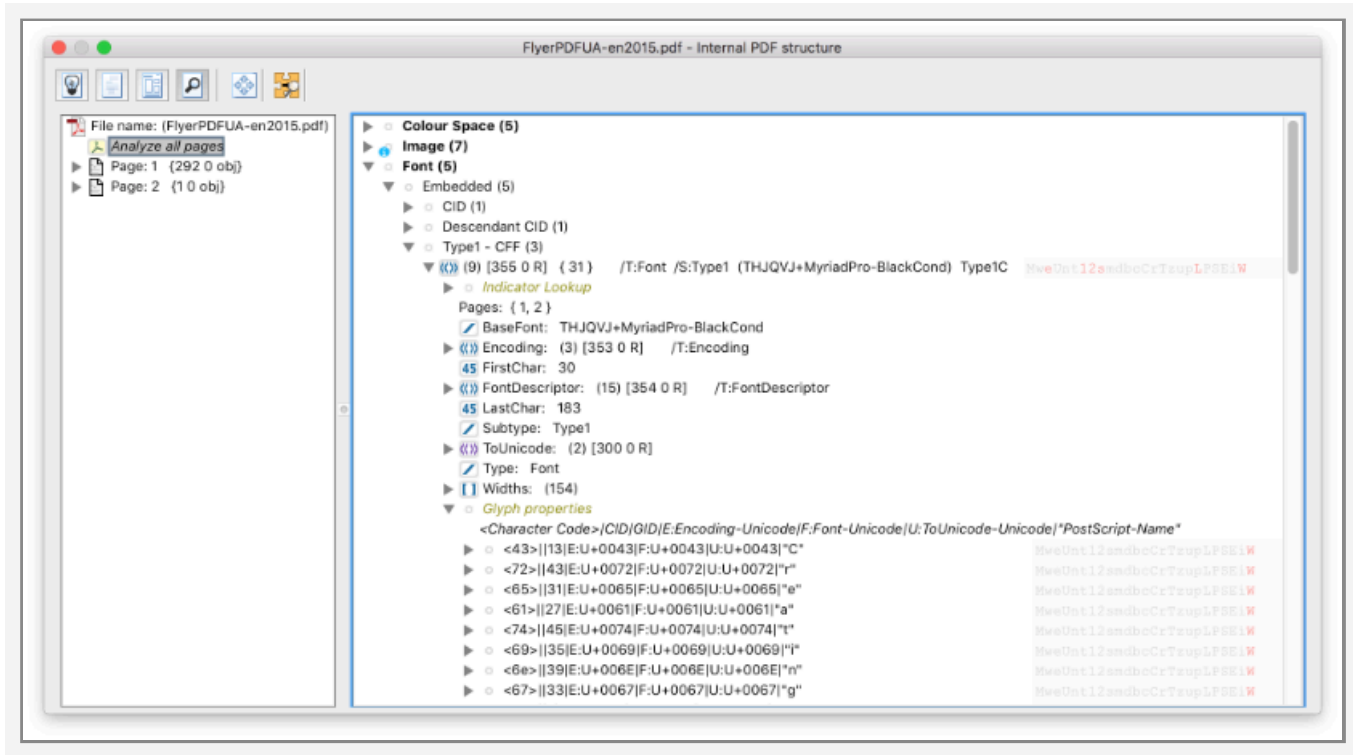 FlyerPDFUA-en2015.pdf - Internal PDF structure
File name: (FlyerPDFUA-en2015.pdf)
Analyze all pages
Page: 1 {292 0 obj}
Page: 2 {1 0 obj}
Colour Space (5)
Image (7)
Font (5)
Embedded (5)
CID (1)
Descendant CID (1)
Type1 - CFF (3)
(9) [355 0 R] { 31 } /T:Font /S:Type1 (THJQVJ+MyriadPro-BlackCond) Type1C
Indicator Lookup
Pages: { 1, 2 }
BaseFont: THJQVJ+MyriadPro-BlackCond
Encoding: (3) [353 0 R] /T:Encoding
45 FirstChar: 30
FontDescriptor: (15) [354 0 R] /T:FontDescriptor
45 LastChar: 183
Subtype: Type1
ToUnicode: (2) [300 0 R]
Type: Font
[ ] Widths: (154)
Glyph properties
<Character Code>|CID|GID|E:Encoding-Unicode|F:Font-Unicode|U:ToUnicode-Unicode|"PostScript-Name"
<43>||13|E:U+0043|F:U+0043|U:U+0043|"C"
<72>||43|E:U+0072|F:U+0072|U:U+0072|"r"
<65>||31|E:U+0065|F:U+0065|U:U+0065|"e"
<61>||27|E:U+0061|F:U+0061|U:U+0061|"a"
<74>||45|E:U+0074|F:U+0074|U:U+0074|"t"
<69>||35|E:U+0069|F:U+0069|U:U+0069|"i"
<6e>||39|E:U+006E|F:U+006E|U:U+006E|"n"
<67>||33|E:U+0067|F:U+0067|U:U+0067|"g"